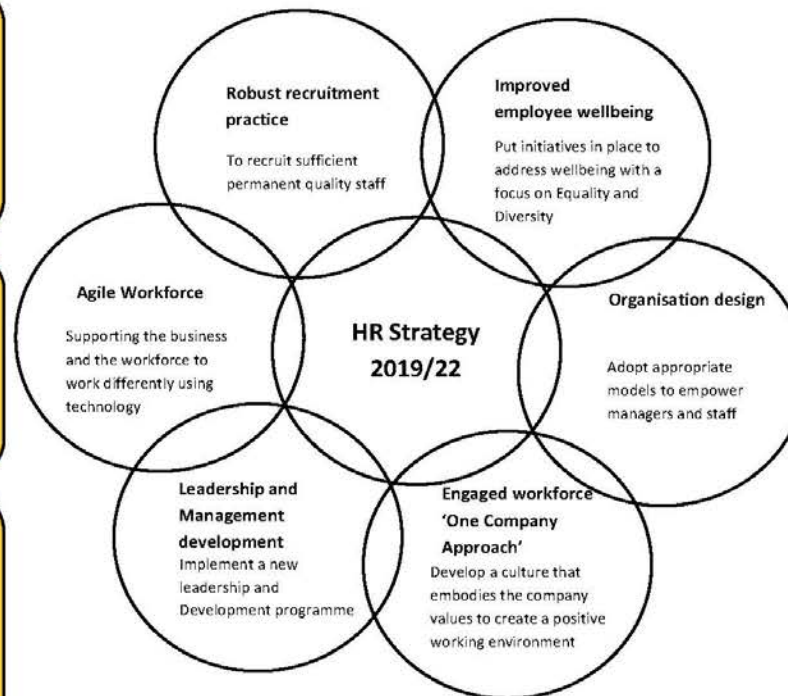 Robust recruitment
practice
To recruit sufficient
permanent quality staff
Improved
employee wellbeing
Put initiatives in place to
address wellbeing with a
focus on Equality and
Diversity
Agile Workforce
Supporting the business
and the workforce to
work differently using
technology
HR Strategy
2019/22
Organisation design
Adopt appropriate
models to empower
managers and staff
Leadership and
Management
development
Implement a new
leadership and
Development programme
Engaged workforce
‘One Company
Approach’
Develop a culture that
embodies the company
values to create a positive
working environment